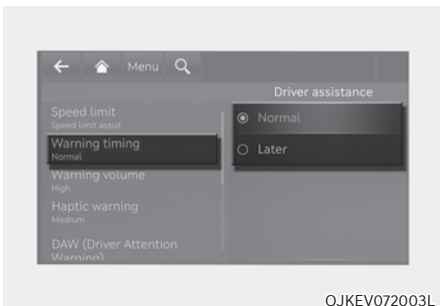 Menu
Driver assistance
Speed limit
Speed limit assist
Warning timing
Normal
Warning volume
High
Haptic warning
Medium
DAW (Driver Attention
Warning)
Normal
Later
OJKEV072003L